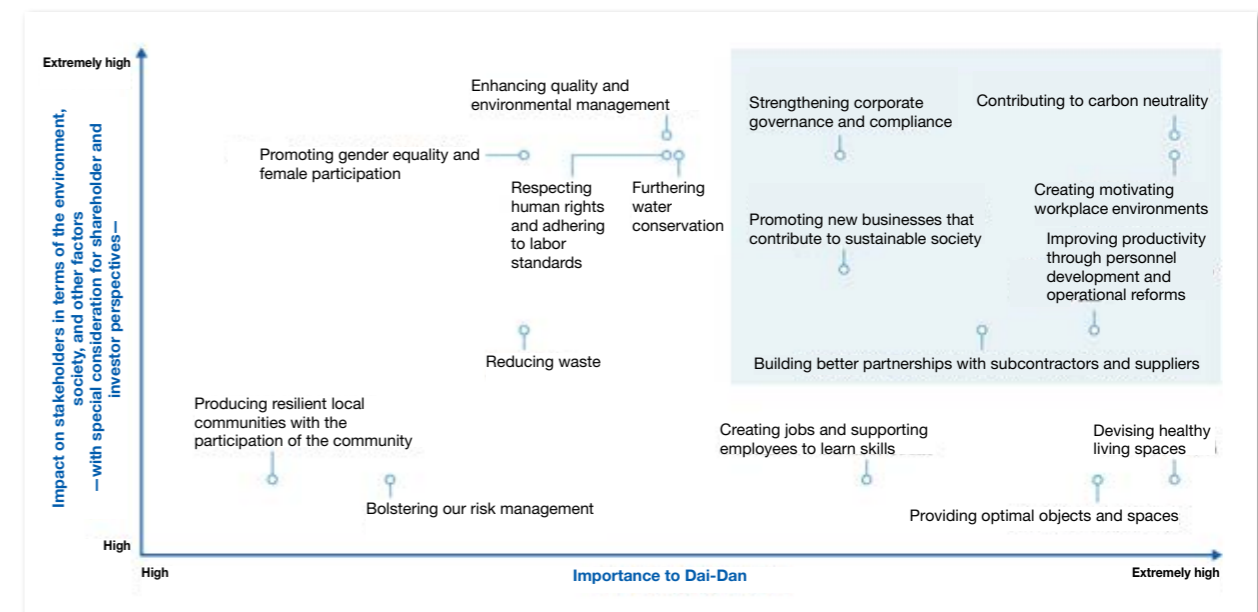 Extremely high
Impact on stakeholders in terms of the environment,
society, and other factors
—with special consideration for shareholder and
investor perspectives—
Enhancing quality and
environmental management
Strengthening corporate
governance and compliance
Contributing to carbon neutrality
Promoting gender equality and
female participation
Respecting
human rights
and adhering
to labor
standards
Furthering
water
conservation
Creating motivating
workplace environments
Promoting new businesses that
contribute to sustainable society
Improving productivity
through personnel
development and
operational reforms
Reducing waste
Building better partnerships with subcontractors and suppliers
Producing resilient local
communities with the
participation of the community
Creating jobs and supporting
employees to learn skills
Devising healthy
living spaces
Bolstering our risk management
Providing optimal objects and spaces
High
High
Importance to Dai-Dan
Extremely high